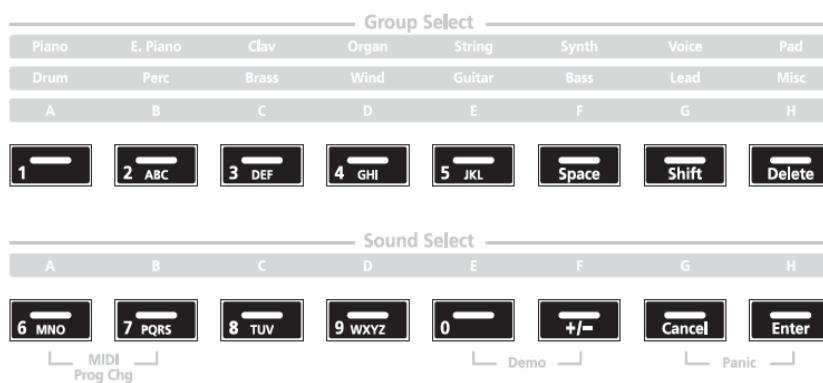 Group Select
Piano E. Piano Clav Organ String Synth Voice Pad
Drum Perc Brass Wind Guitar Bass Lead Misc
A B C D E F G H
1 2 ABC 3 DEF 4 GHI 5 JKL Space Shift Delete
Sound Select
A B C D E F G H
6 MNO 7 PQRS 8 TUV 9 WXYZ 0 +/- Cancel Enter
MIDI Demo Panic
Prog Chg